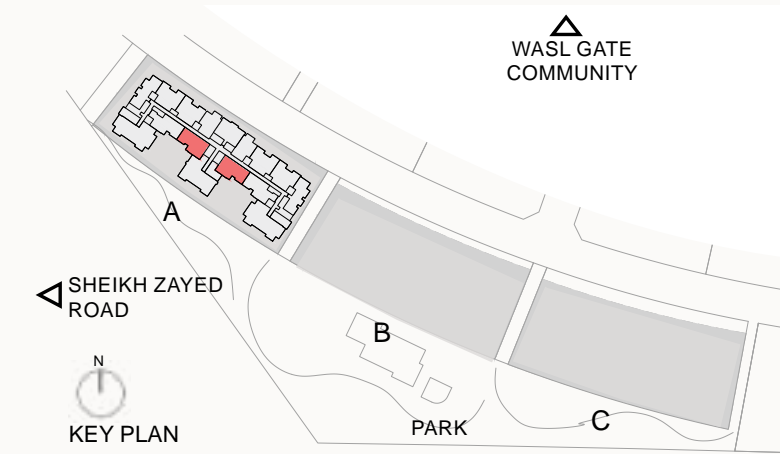 WASL GATE
COMMUNITY
A
SHEIKH ZAYED
ROAD
B
N
C
PARK
KEY PLAN